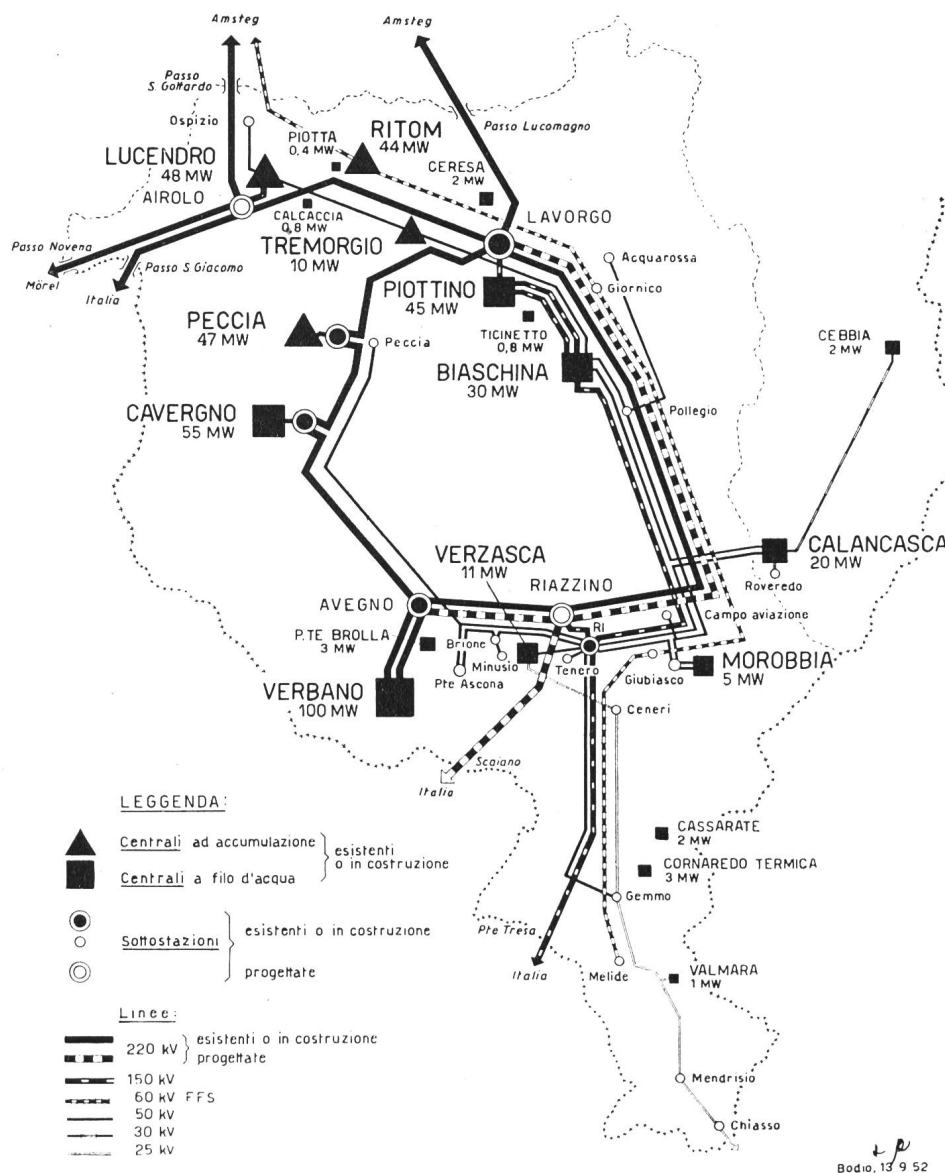 Amsteg
Amsteg
Passo
S. Gottardo
Ospizio
Passo Lucomagno
LUCENDRO
48 MW
AIROLO
PIOTTA
0,4 MW
RITOM
44 MW
CERESA
2 MW
LAVORGO
CALCACCIA
0,8 MW
TREMORGIO
10 MW
Passo Novena
Mörel
Passo S. Giacomo
Italia
Acquarossa
Giornico
PIOTTINO
45 MW
TICINETTO
0,8 MW
PECCIA
47 MW
Peccia
BIASCHINA
30 MW
CEBBIA
2 MW
CAVERGNO
55 MW
Pollegio
VERZASCA
11 MW
RIAZZINO
CALANCASCA
20 MW
Roveredo
AVEGNO
RI
Campo aviazione
P.TE BROLLA
3 MW
Brione
Minusio
Pte Ascona
Tenero
Giubiasco
MOROBBIA
5 MW
VERBANO
100 MW
Ceneri
Scaiano
Italia
LEGGENDA:
Centrali ad accumulazione
Centrali a filo d'acqua
esistenti
o in costruzione
CASSARATE
2 MW
CORNAREDO TERMICA
3 MW
Gemmo
Sottostazioni
esistenti o in costruzione
progettate
Pte Tresa
Italia
Melide
VALMARA
1 MW
Linee:
220 kV
esistenti o in costruzione
progettate
150 kV
60 kV FFS
50 kV
30 kV
25 kV
Mendrisio
Chiasso
Bodio, 13 9 52